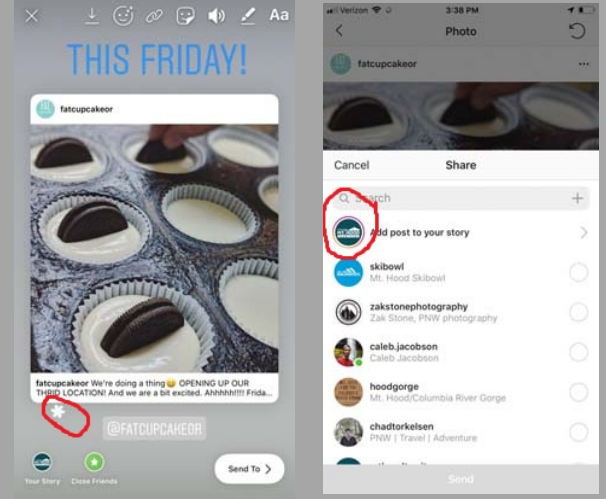 Aa
THIS FRIDAY!
fatcupcakeor
fatcupcakeor We're doing a thing😄 OPENING UP OUR
THRID LOCATION! And we are a bit excited. Ahhhhh!!!! Frida...
@FATCUPCAKEOR
Your Story
Close Friends
Send To >
Verizon
3:38 PM
Photo
fatcupcakeor
Cancel
Share
Search
Add post to your story
skibowl
Mt. Hood Skibowl
zakstonephotography
Zak Stone, PNW photography
caleb.jacobson
Caleb Jacobson
hoodgorge
Mt. Hood/Columbia River Gorge
chadtorkelsen
PNW | Travel | Adventure
Send